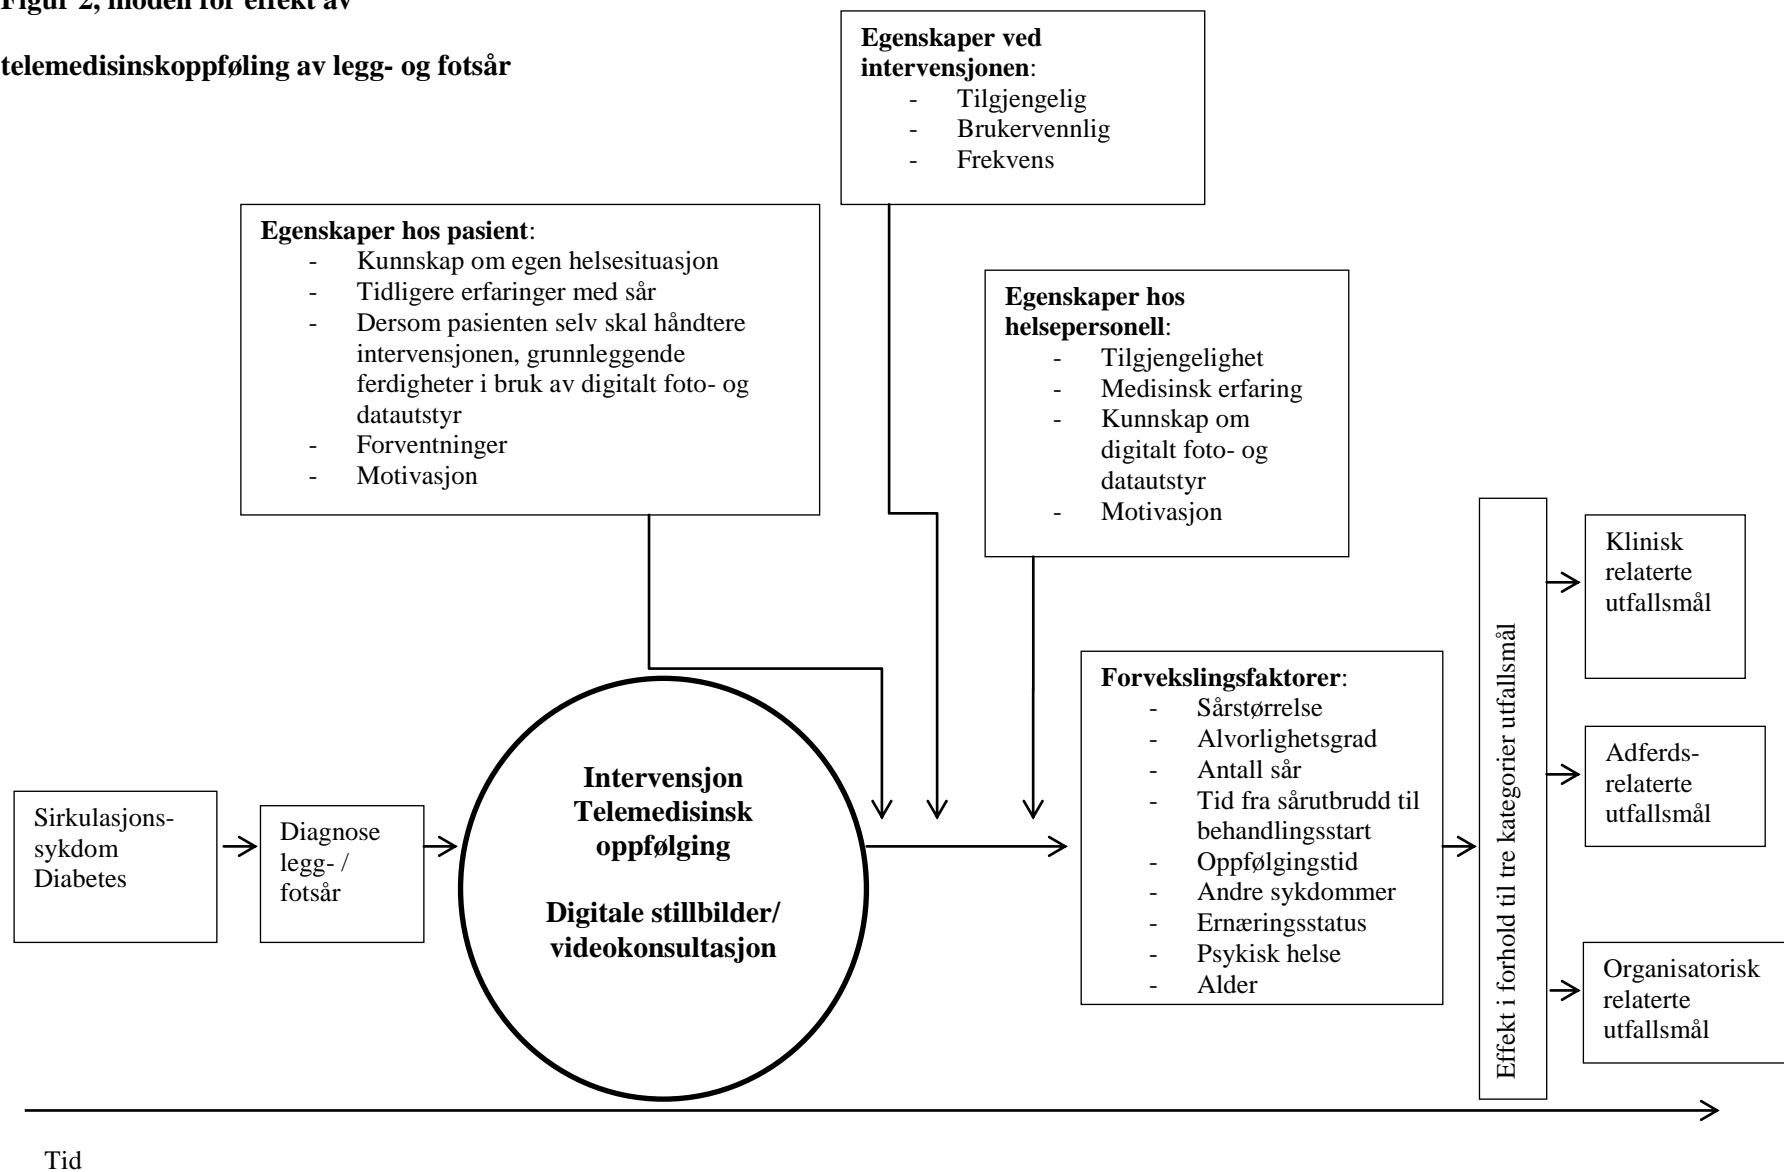 Figur 2, modell for effekt av
telemedisinskoppføling av legg- og fotsår
Egenskaper ved
intervensjonen:
- Tilgjengelig
- Brukervennlig
- Frekvens
Egenskaper hos pasient:
- Kunnskap om egen helsesituasjon
- Tidligere erfaringer med sår
- Dersom pasienten selv skal håndtere
intervensjonen, grunnleggende
ferdigheter i bruk av digitalt foto- og
datautstyr
- Forventninger
- Motivasjon
Egenskaper hos
helsepersonell:
- Tilgjengelighet
- Medisinsk erfaring
- Kunnskap om
digitalt foto- og
datautstyr
- Motivasjon
Sirkulasjons-
sykdom
Diabetes
Diagnose
legg- /
fotsår
Intervensjon
Telemedisinsk
oppfølging
Digitale stillbilder/
videokonsultasjon
Forvekslingsfaktorer:
- Sårstørrelse
- Alvorlighetsgrad
- Antall sår
- Tid fra sårutbrudd til
behandlingsstart
- Oppfølgingstid
- Andre sykdommer
- Ernæringsstatus
- Psykisk helse
- Alder
Effekt i forhold til tre kategorier utfallsmål
Klinisk
relaterte
utfallsmål
Adferds-
relaterte
utfallsmål
Organisatorisk
relaterte
utfallsmål
Tid